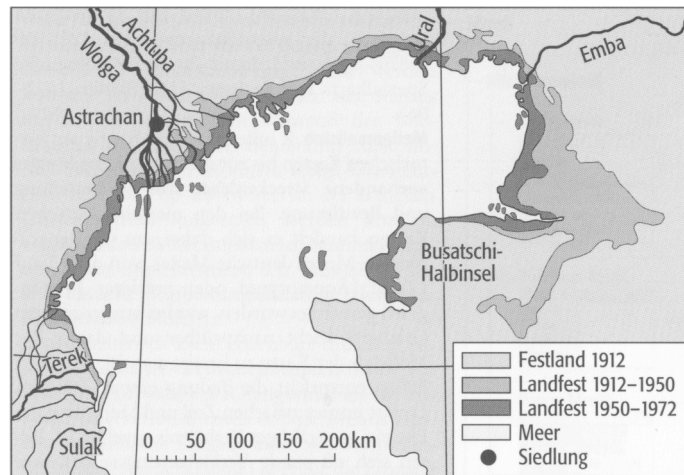 Achtuba
Wolga
Astrachan
Ural
Emba
Busatschi-
Halbinsel
Terek
Sulak
0 50 100 150 200 km
Festland 1912
Landfest 1912–1950
Landfest 1950–1972
Meer
Siedlung